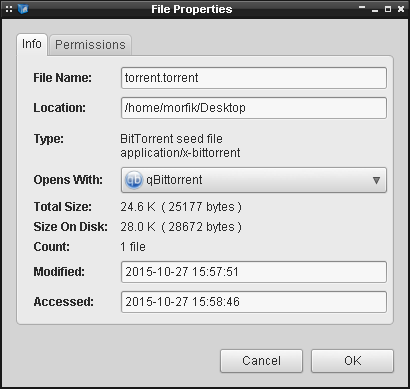 File Properties
Info Permissions
File Name: torrent.torrent
Location: /home/morfik/Desktop
Type: BitTorrent seed file
application/x-bittorrent
Opens With: qb qBittorrent
Total Size: 24.6 K ( 25177 bytes )
Size On Disk: 28.0 K ( 28672 bytes )
Count: 1 file
Modified: 2015-10-27 15:57:51
Accessed: 2015-10-27 15:58:46
Cancel OK